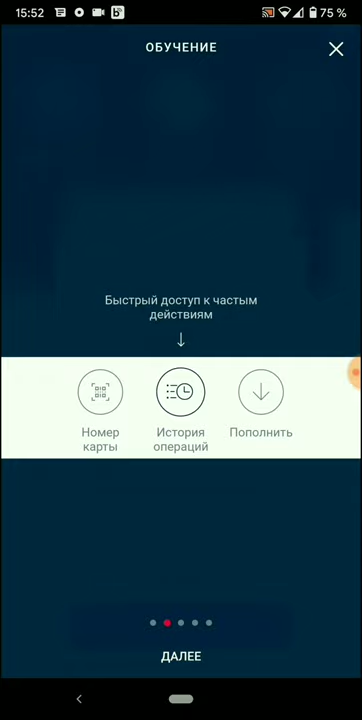 15:52
75 %
ОБУЧЕНИЕ
Быстрый доступ к частым
действиям
Номер
карты
История
операций
Пополнить
ДАЛЕЕ